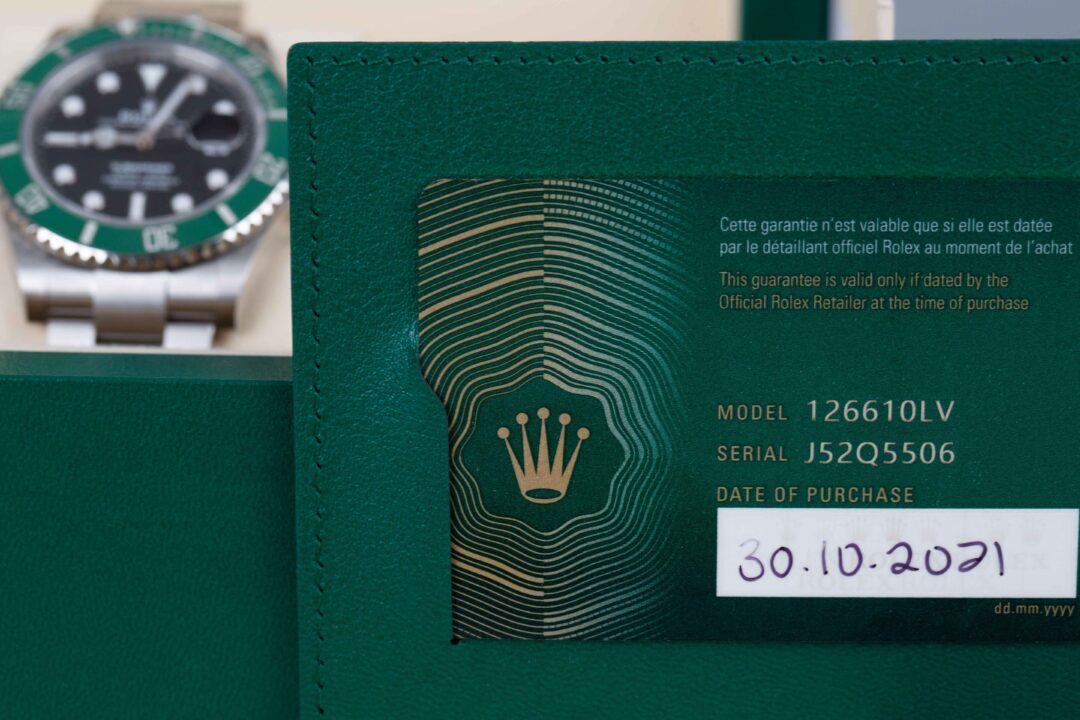 Cette garantie n'est valable que si elle est datée
par le détaillant officiel Rolex au moment de l'achat
This guarantee is valid only if dated by the
Official Rolex Retailer at the time of purchase
MODEL 126610LV
SERIAL J52Q5506
DATE OF PURCHASE
30.10.2021
dd.mm.yyyy